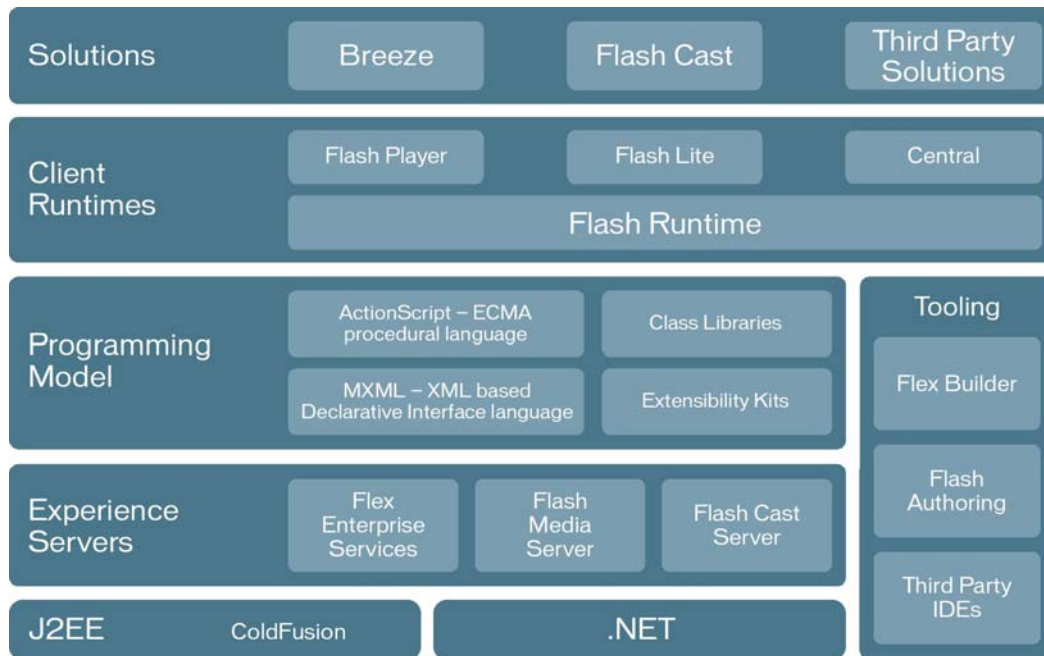 Solutions
Breeze
Flash Cast
Third Party
Solutions
Client
Runtimes
Flash Player
Flash Lite
Central
Flash Runtime
Programming
Model
ActionScript – ECMA
procedural language
Class Libraries
MXML – XML based
Declarative Interface language
Extensibility Kits
Experience
Servers
Flex
Enterprise
Services
Flash
Media
Server
Flash Cast
Server
J2EE
ColdFusion
.NET
Tooling
Flex Builder
Flash
Authoring
Third Party
IDEs